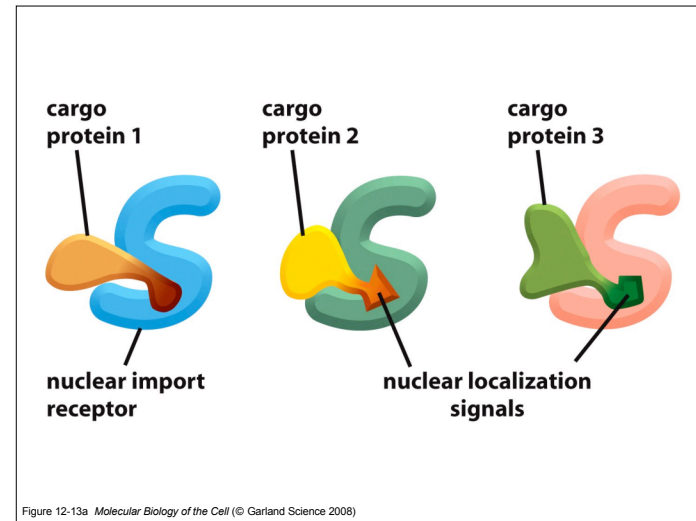 cargo
protein 1
cargo
protein 2
cargo
protein 3
nuclear import
receptor
nuclear localization
signals
Figure 12-13a Molecular Biology of the Cell (© Garland Science 2008)